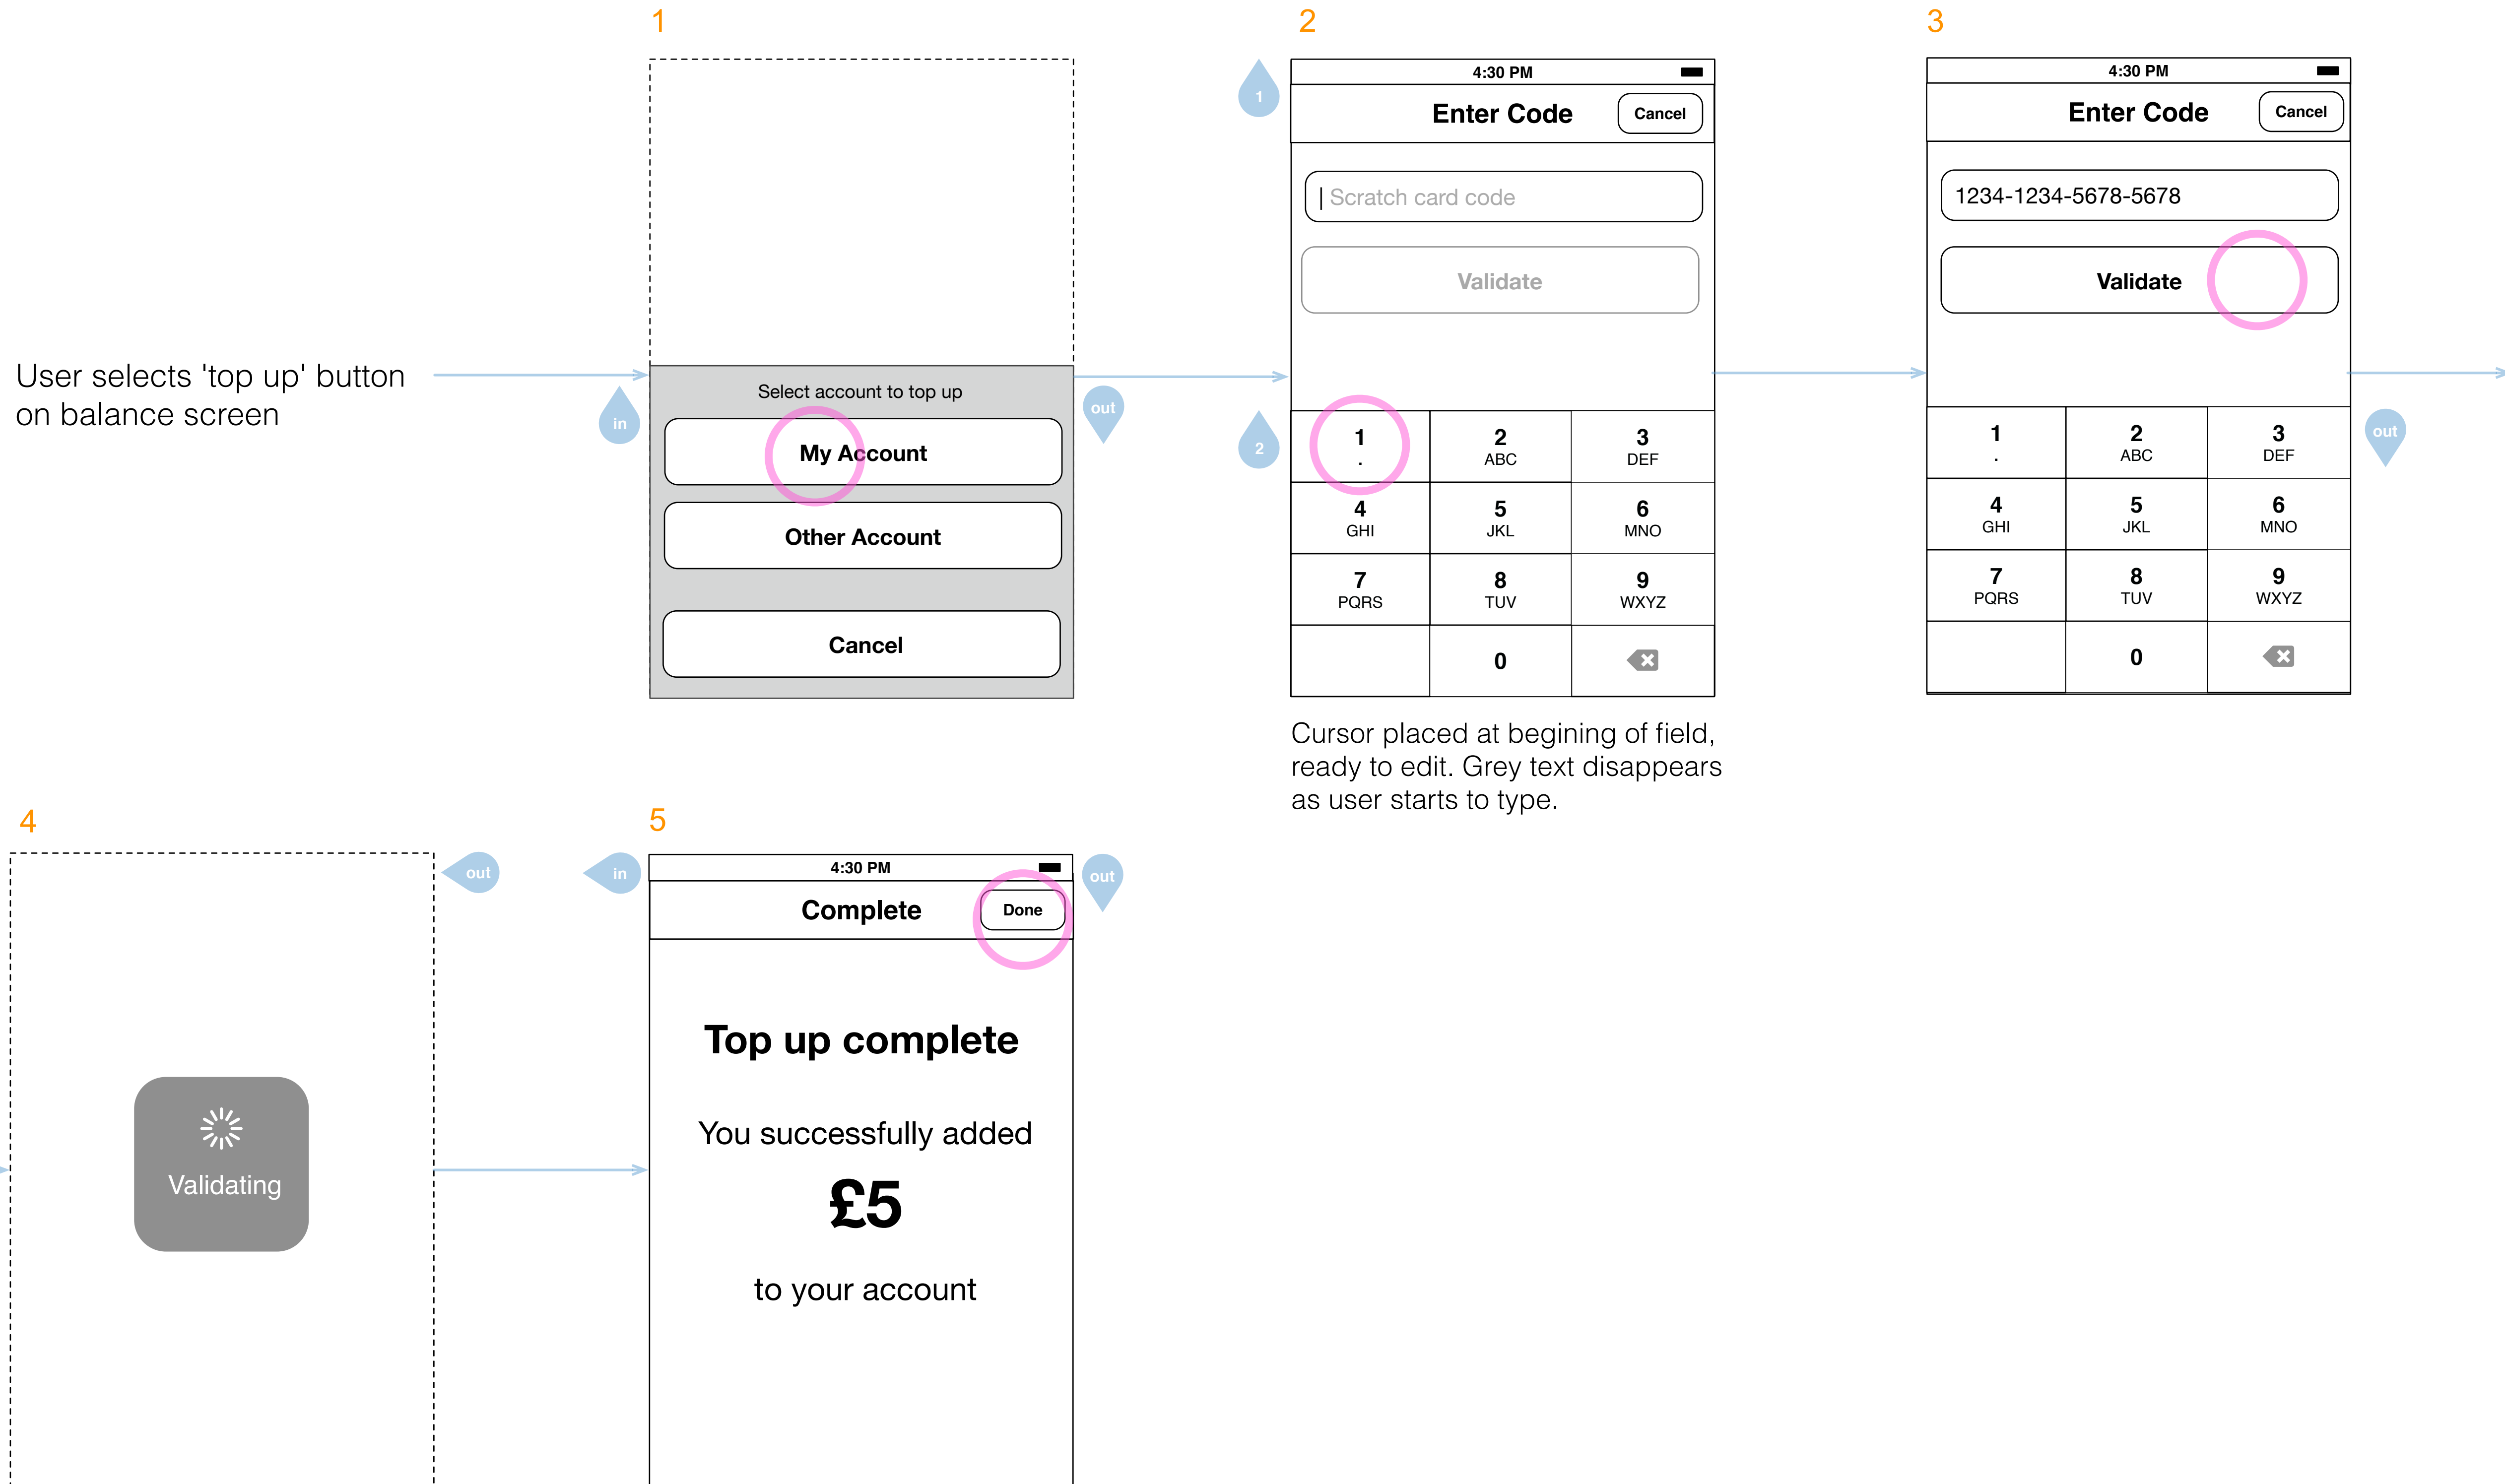 1
2
3
User selects 'top up' button
on balance screen
in
Select account to top up
My Account
Other Account
Cancel
out
1
4:30 PM
Enter Code
Cancel
Scratch card code
Validate
2
1
.
2
ABC
3
DEF
4
GHI
5
JKL
6
MNO
7
PQRS
8
TUV
9
WXYZ
0
Cursor placed at begining of field,
ready to edit. Grey text disappears
as user starts to type.
4:30 PM
Enter Code
Cancel
1234-1234-5678-5678
Validate
1
.
2
ABC
3
DEF
4
GHI
5
JKL
6
MNO
7
PQRS
8
TUV
9
WXYZ
0
out
4
Validating
out
5
in
4:30 PM
Complete
Done
out
Top up complete
You successfully added
£5
to your account